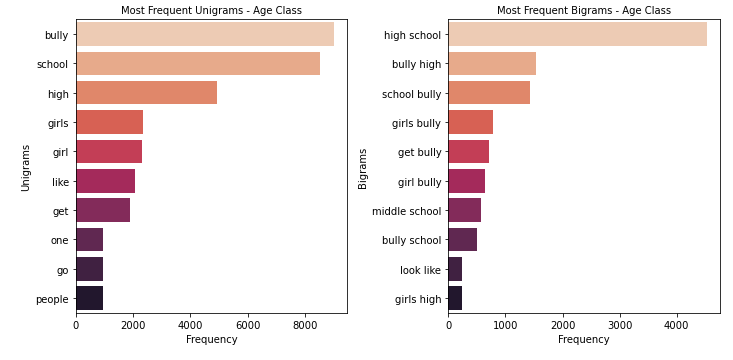 Most Frequent Unigrams - Age Class
bully
school
high
girls
girl
like
get
one
go
people
Unigrams
0 2000 4000 6000 8000
Frequency
Most Frequent Bigrams - Age Class
high school
bully high
school bully
girls bully
get bully
girl bully
middle school
bully school
look like
girls high
Bigrams
0 1000 2000 3000 4000
Frequency